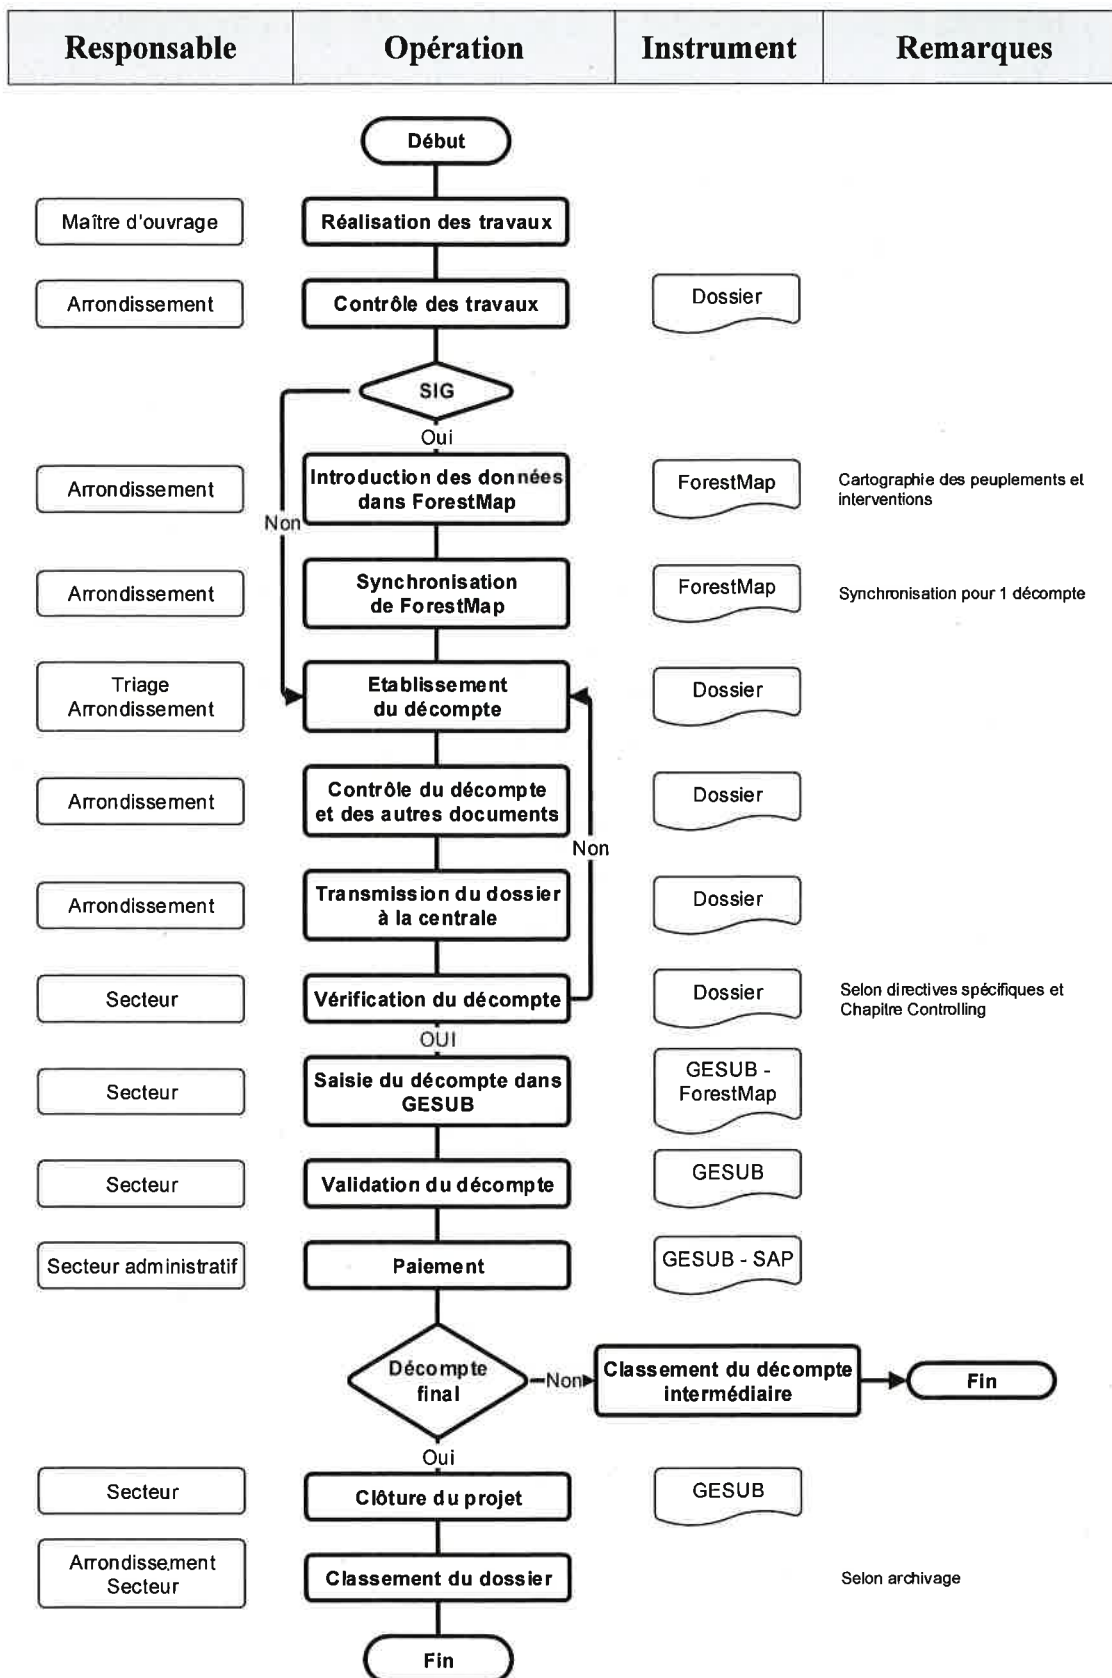 Responsable Opération Instrument Remarques
Début
Maître d'ouvrage Réalisation des travaux
Arrondissement Contrôle des travaux Dossier
SIG
Oui
Arrondissement Introduction des données ForestMap Cartographie des peuplements et
dans ForestMap interventions
Non
Arrondissement Synchronisation ForestMap Synchronisation pour 1 décompte
de ForestMap
Triage Etablissement Dossier
Arrondissement du décompte
Arrondissement Contrôle du décompte Dossier
et des autres documents
Non
Arrondissement Transmission du dossier Dossier
à la centrale
Secteur Vérification du décompte Dossier Selon directives spécifiques et
Chapitre Controlling
OUI
Secteur Saisie du décompte dans GESUB -
GESUB ForestMap
Secteur Validation du décompte GESUB
Secteur administratif Paiement GESUB - SAP
Décompte Non Classement du décompte Fin
final intermédiaire
Oui
Secteur Clôture du projet GESUB
Arrondissement Classement du dossier Selon archivage
Secteur
Fin